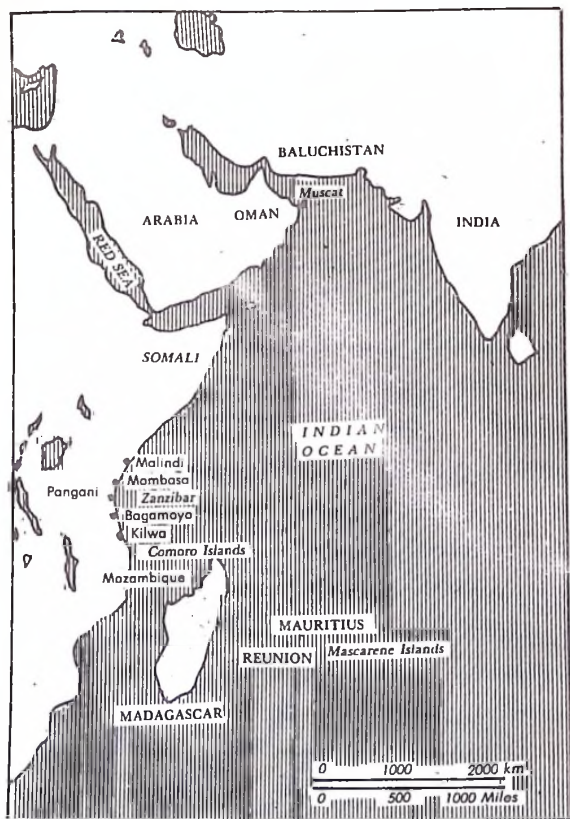 BALUCHISTAN
Muscat
ARABIA
OMAN
INDIA
RED SEA
SOMALI
INDIAN
OCEAN
Malindi
Mombasa
Pangani
Zanzibar
Bagamoyo
Kilwa
Comoro Islands
Mozambique
MAURITIUS
REUNION
Mascarene Islands
MADAGASCAR
0 1000 2000 km
0 500 1000 Miles